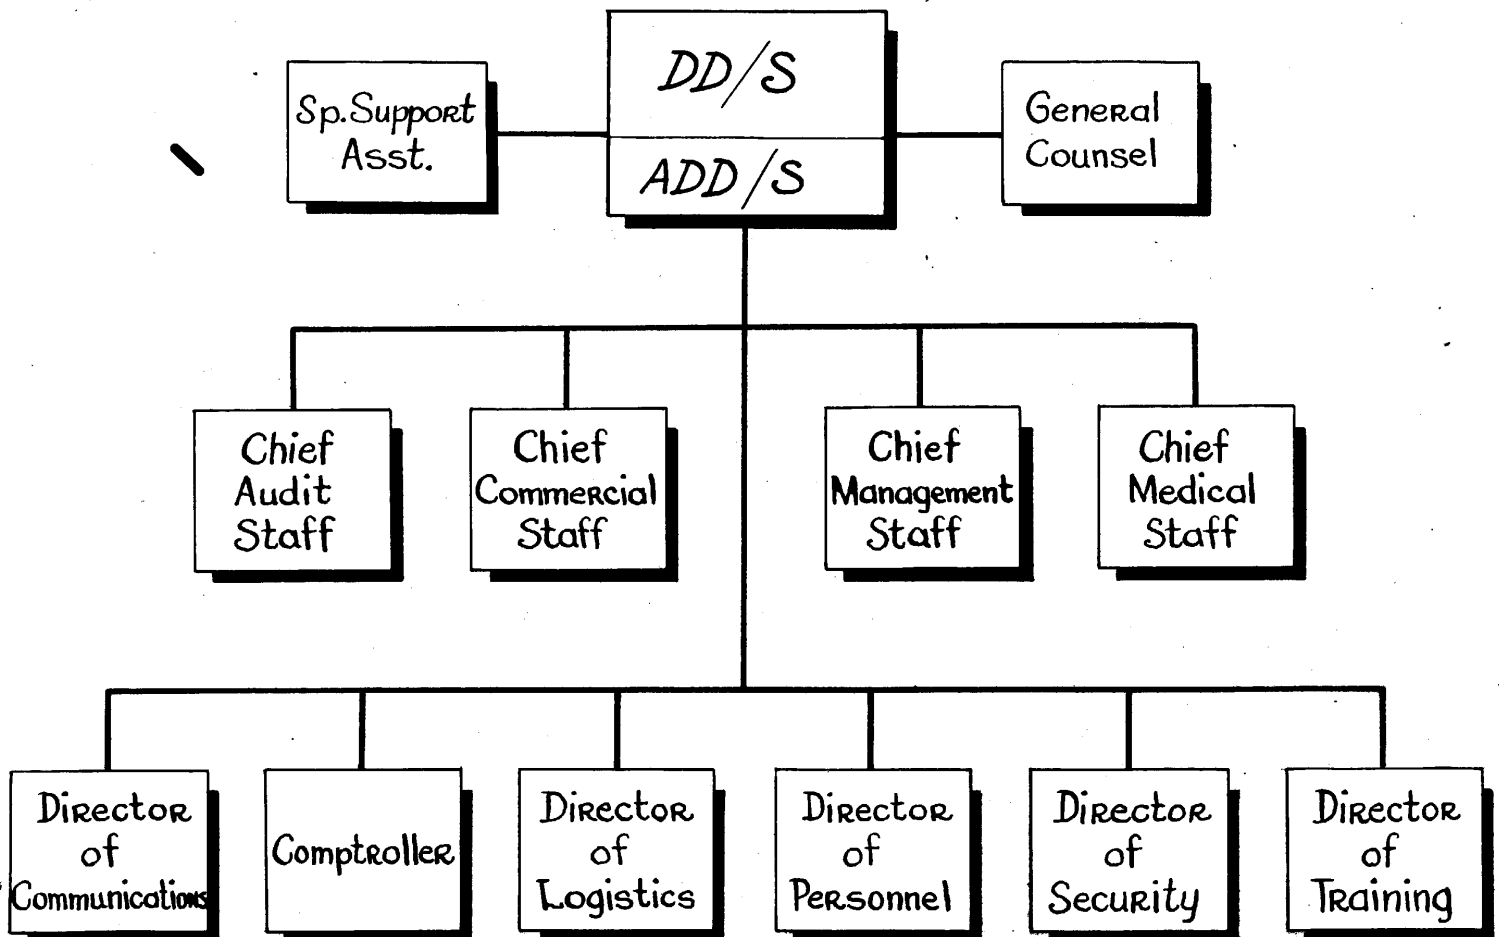 DD/S
Sp. Support
Asst.
General
Counsel
ADD/S
Chief
Audit
Staff
Chief
Commercial
Staff
Chief
Management
Staff
Chief
Medical
Staff
Director
of
Communications
Comptroller
Director
of
Logistics
Director
of
Personnel
Director
of
Security
Director
of
Training